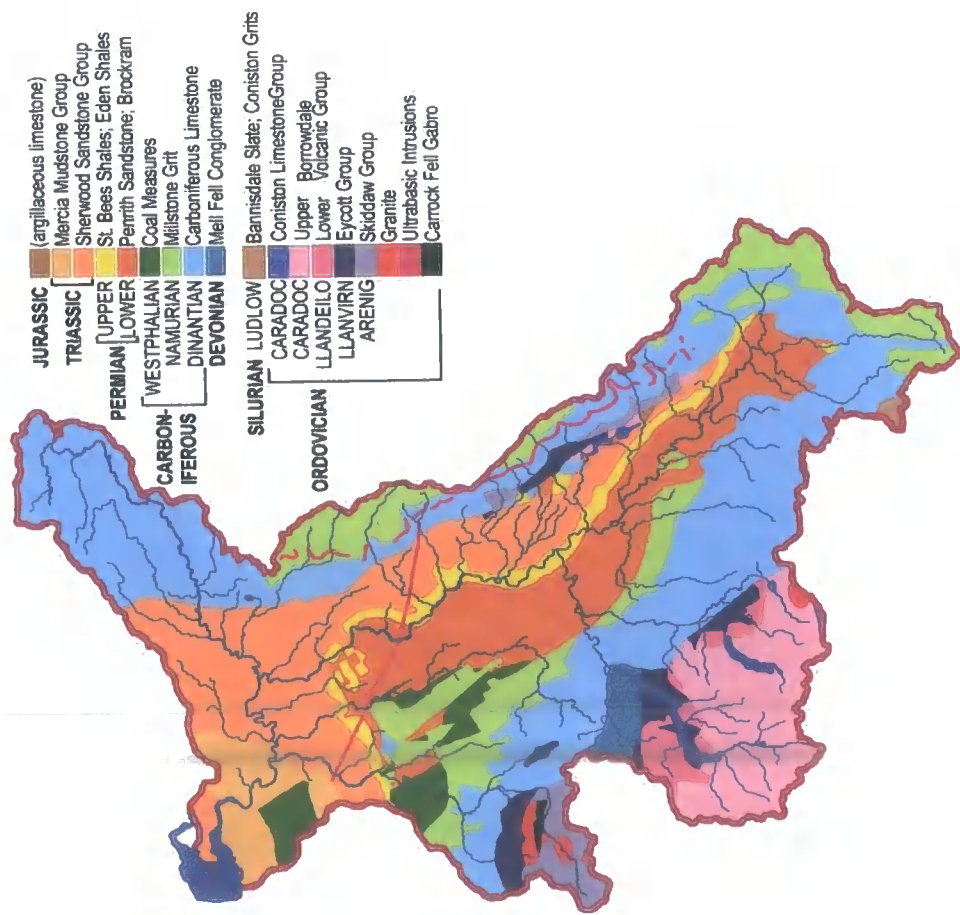 JURASSIC (argillaceous limestone)
TRIASSIC Mercia Mudstone Group
Sherwood Sandstone Group
PERMIAN UPPER St. Bees Shales; Eden Shales
LOWER Penrith Sandstone; Brockram
CARBON-IFEROUS WESTPHALIAN Coal Measures
NAMURIAN Millstone Grit
DINANTIAN Carboniferous Limestone
DEVONIAN Mell Fell Conglomerate
SILURIAN LUDLOW Bannisdale Slate; Coniston Grits
ORDOVICIAN CARADOC Coniston LimestoneGroup
CARADOC Upper Borrowdale
LLANDEILO Lower Volcanic Group
LLANVIRN Eycott Group
ARENIG Skiddaw Group
Granite
Ultrabasic Intrusions
Carrock Fell Gabro